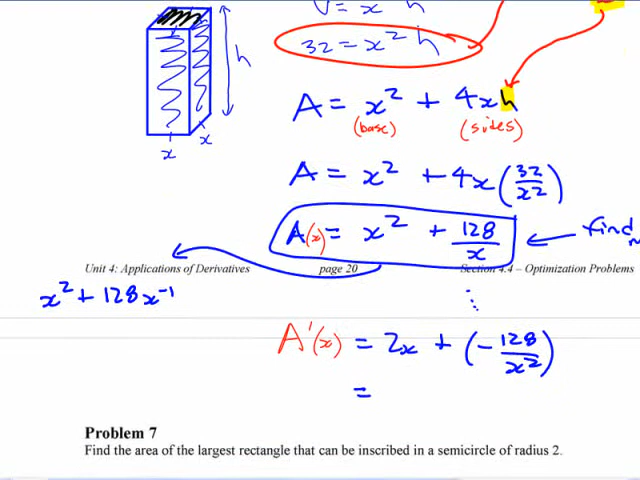 V = x² h
32 = x² h
h
A = x² + 4xh
(base) (sides)
x x
A = x² + 4x (32/x²)
A(x) = x² + 128/x ← find
Unit 4: Applications of Derivatives page 20 Section 4.4 – Optimization Problems
x² + 128x⁻¹
A'(x) = 2x + (- 128/x²)
=
Problem 7
Find the area of the largest rectangle that can be inscribed in a semicircle of radius 2.